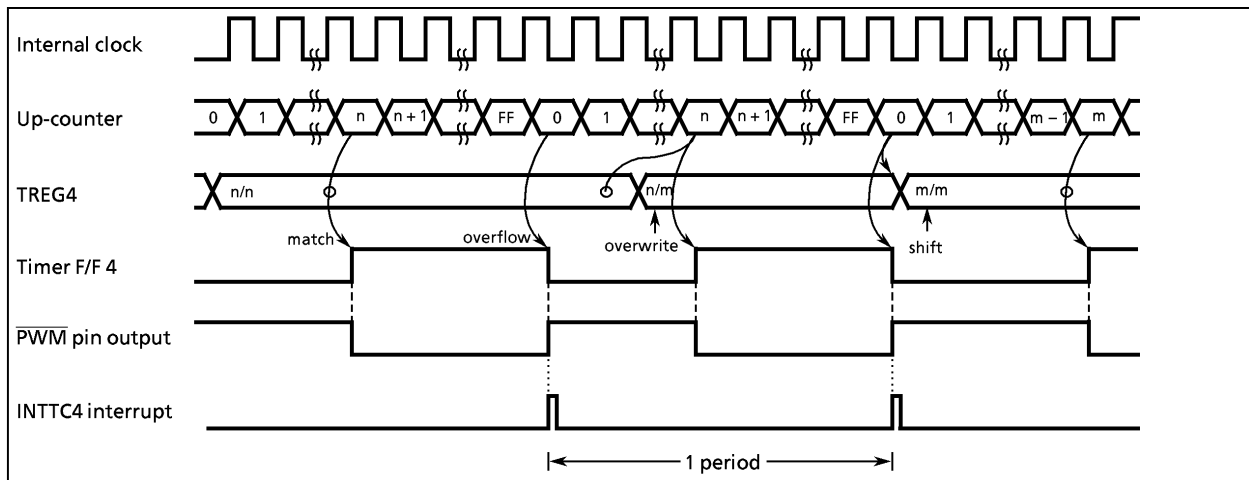 Internal clock
Up-counter
0 1 n n + 1 FF 0 1 n n + 1 FF 0 1 m − 1 m
TREG4
n/n n/m m/m
match overflow overwrite shift
Timer F/F 4
PWM pin output
INTTC4 interrupt
1 period